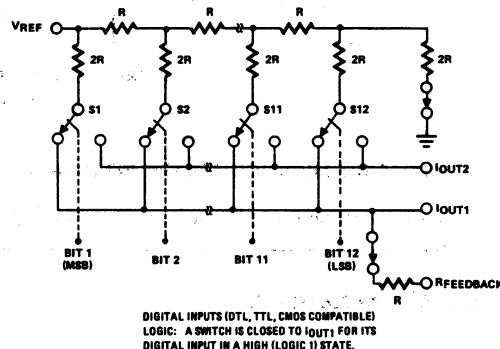 VREF
R
R
R
2R
2R
2R
2R
2R
S1
S2
S11
S12
IOUT2
IOUT1
BIT 1
(MSB)
BIT 2
BIT 11
BIT 12
(LSB)
RFEEDBACK
R
DIGITAL INPUTS (DTL, TTL, CMOS COMPATIBLE)
LOGIC: A SWITCH IS CLOSED TO IOUT1 FOR ITS
DIGITAL INPUT IN A HIGH (LOGIC 1) STATE.